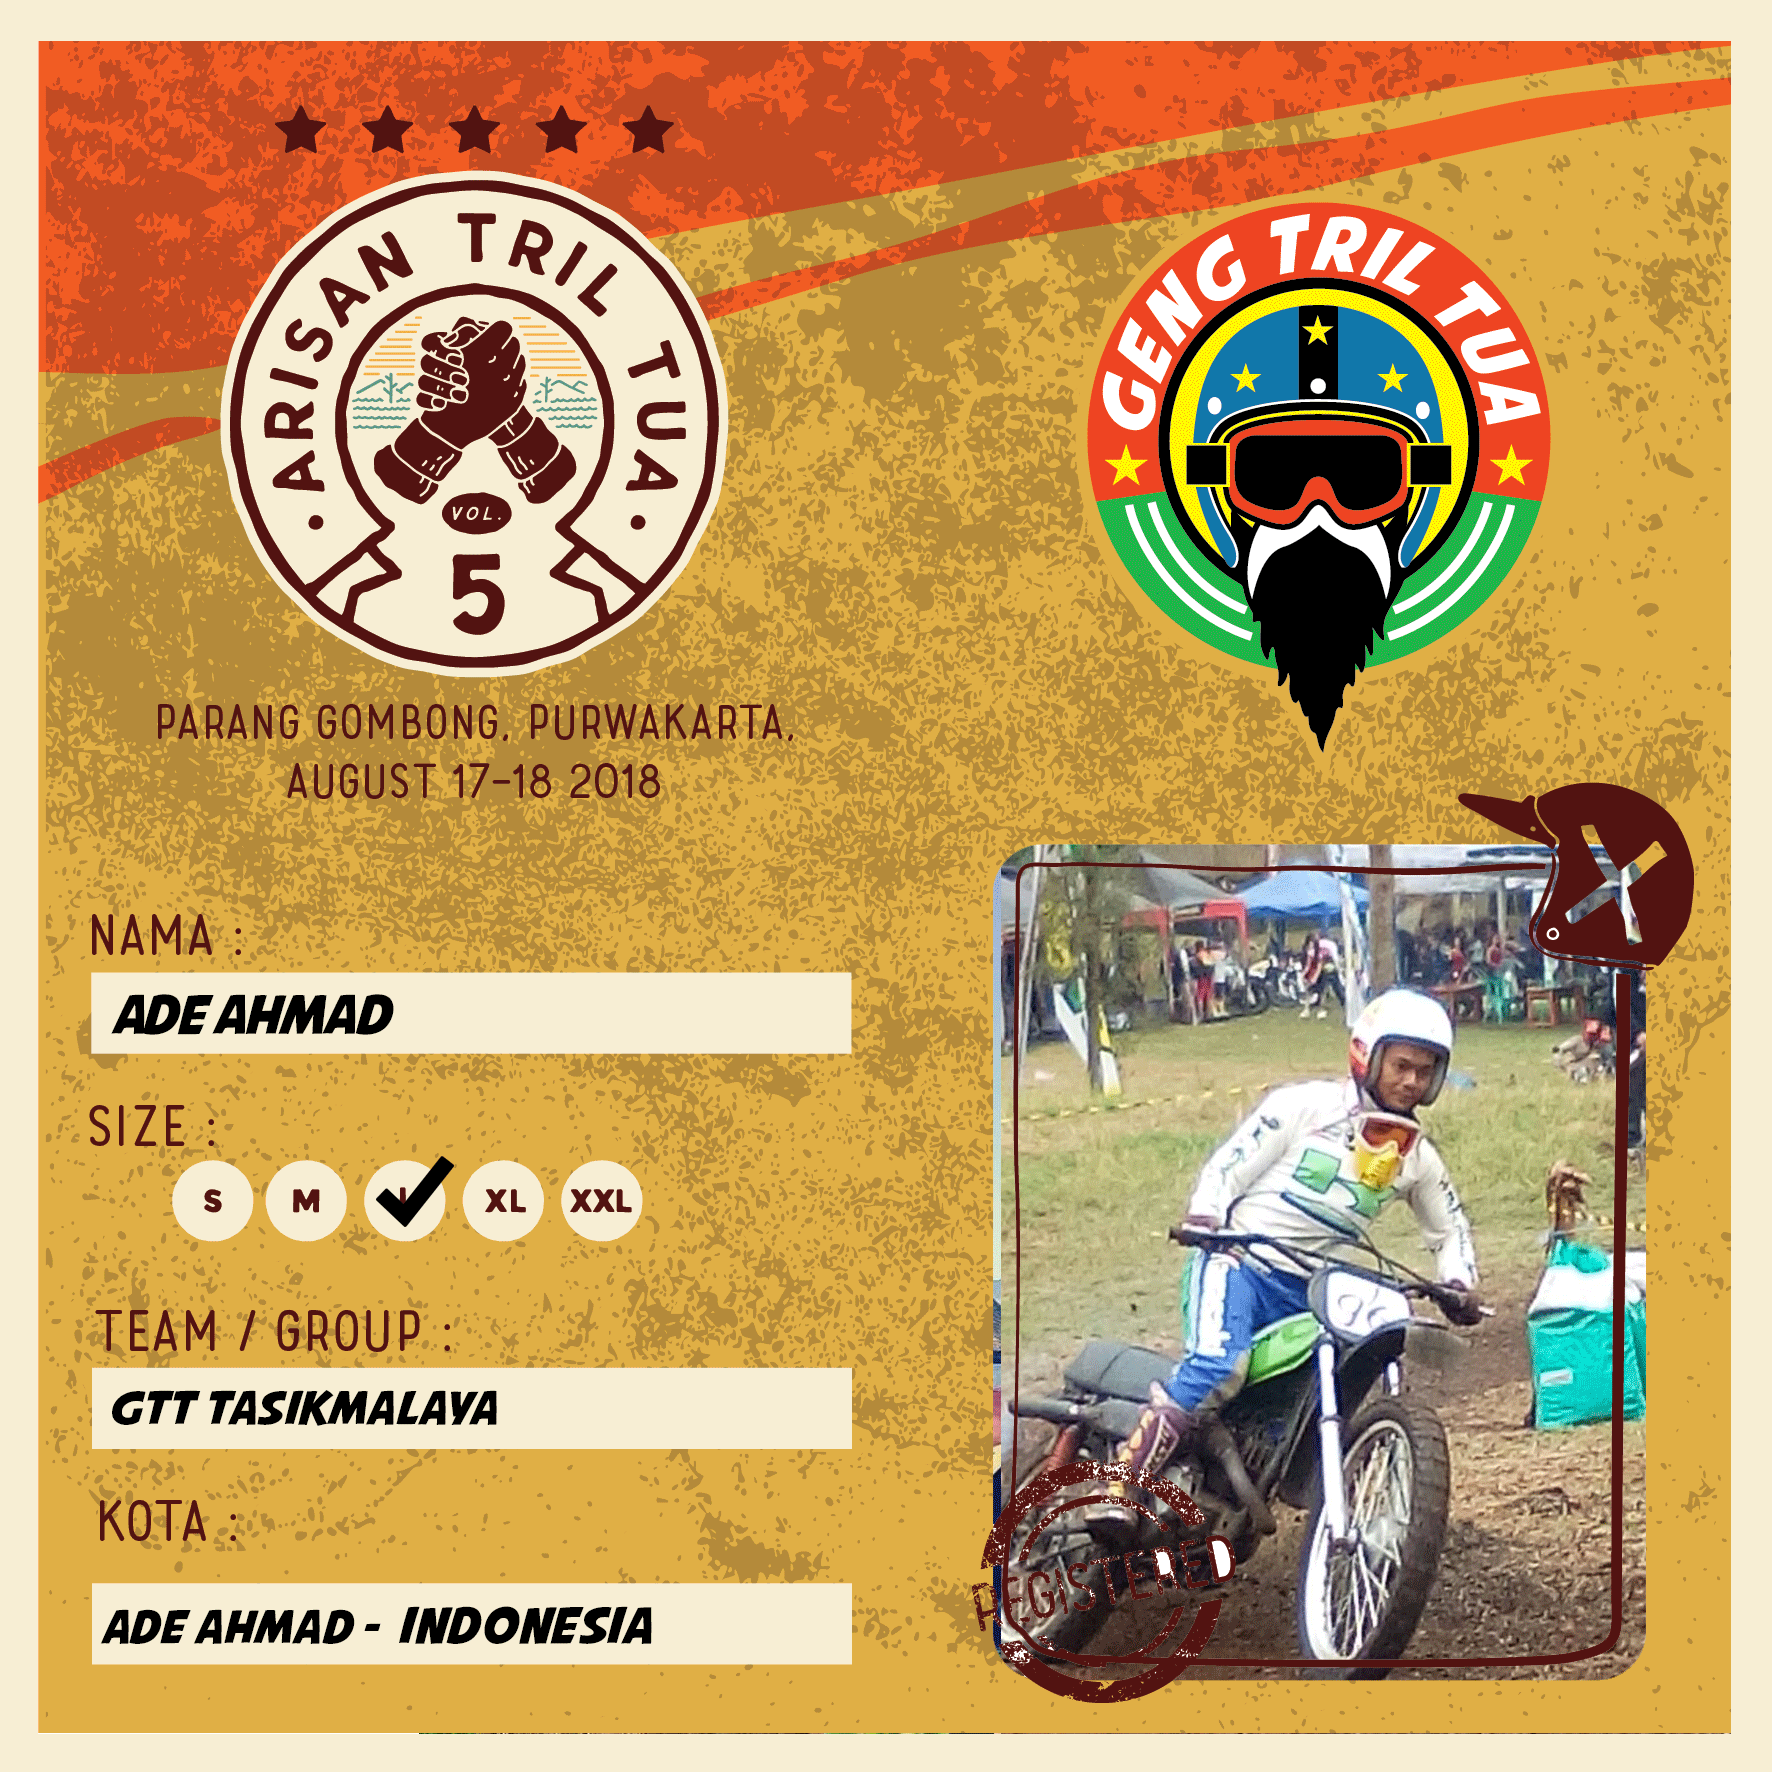 ARISAN TRIL TUA
VOL.
5
GENG TRIL TUA
PARANG GOMBONG, PURWAKARTA,
AUGUST 17-18 2018
NAMA :
ADE AHMAD
SIZE :
S M L XL XXL
TEAM / GROUP :
GTT TASIKMALAYA
KOTA :
ADE AHMAD - INDONESIA
REGISTERED